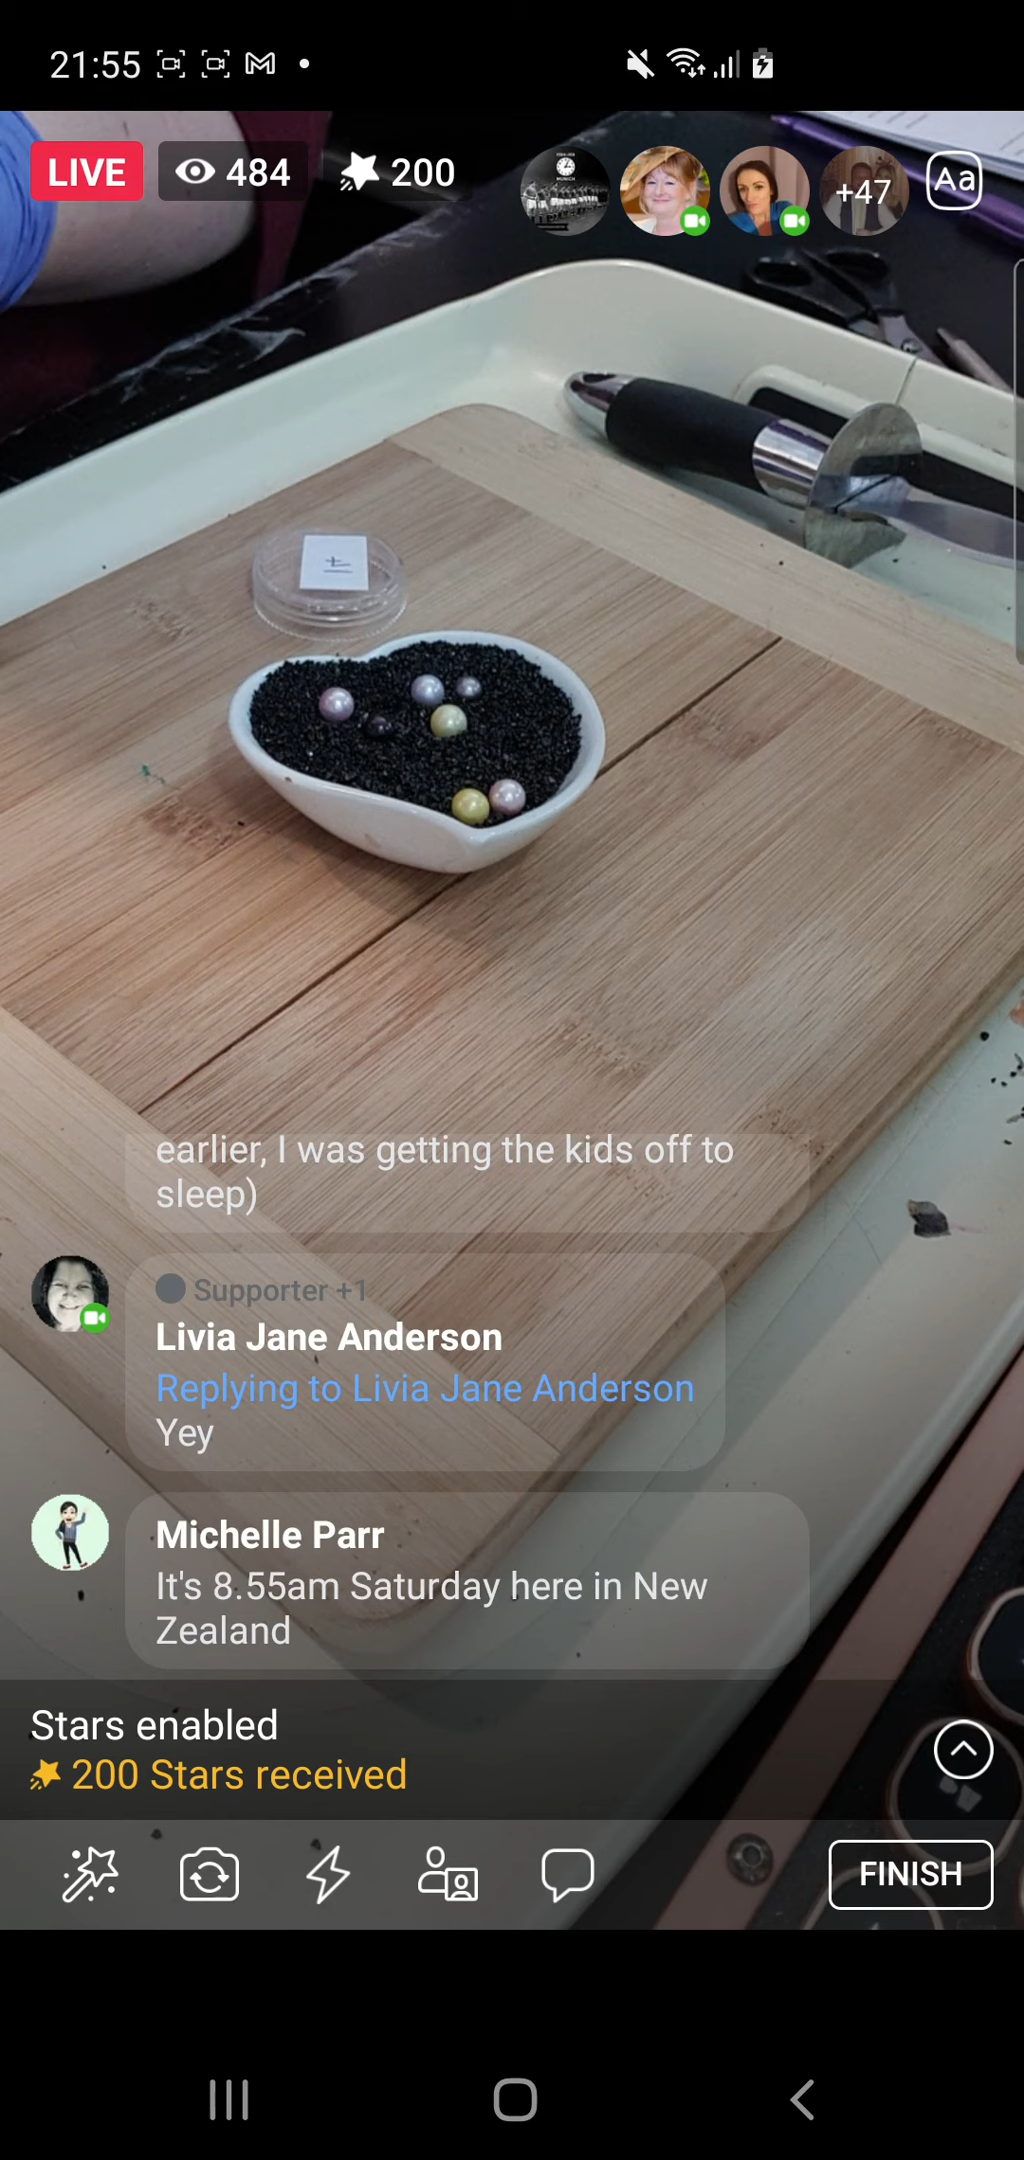 21:55
LIVE 484 200 +47 Aa
earlier, I was getting the kids off to
sleep)
Supporter +1
Livia Jane Anderson
Replying to Livia Jane Anderson
Yey
Michelle Parr
It's 8.55am Saturday here in New
Zealand
Stars enabled
200 Stars received
FINISH